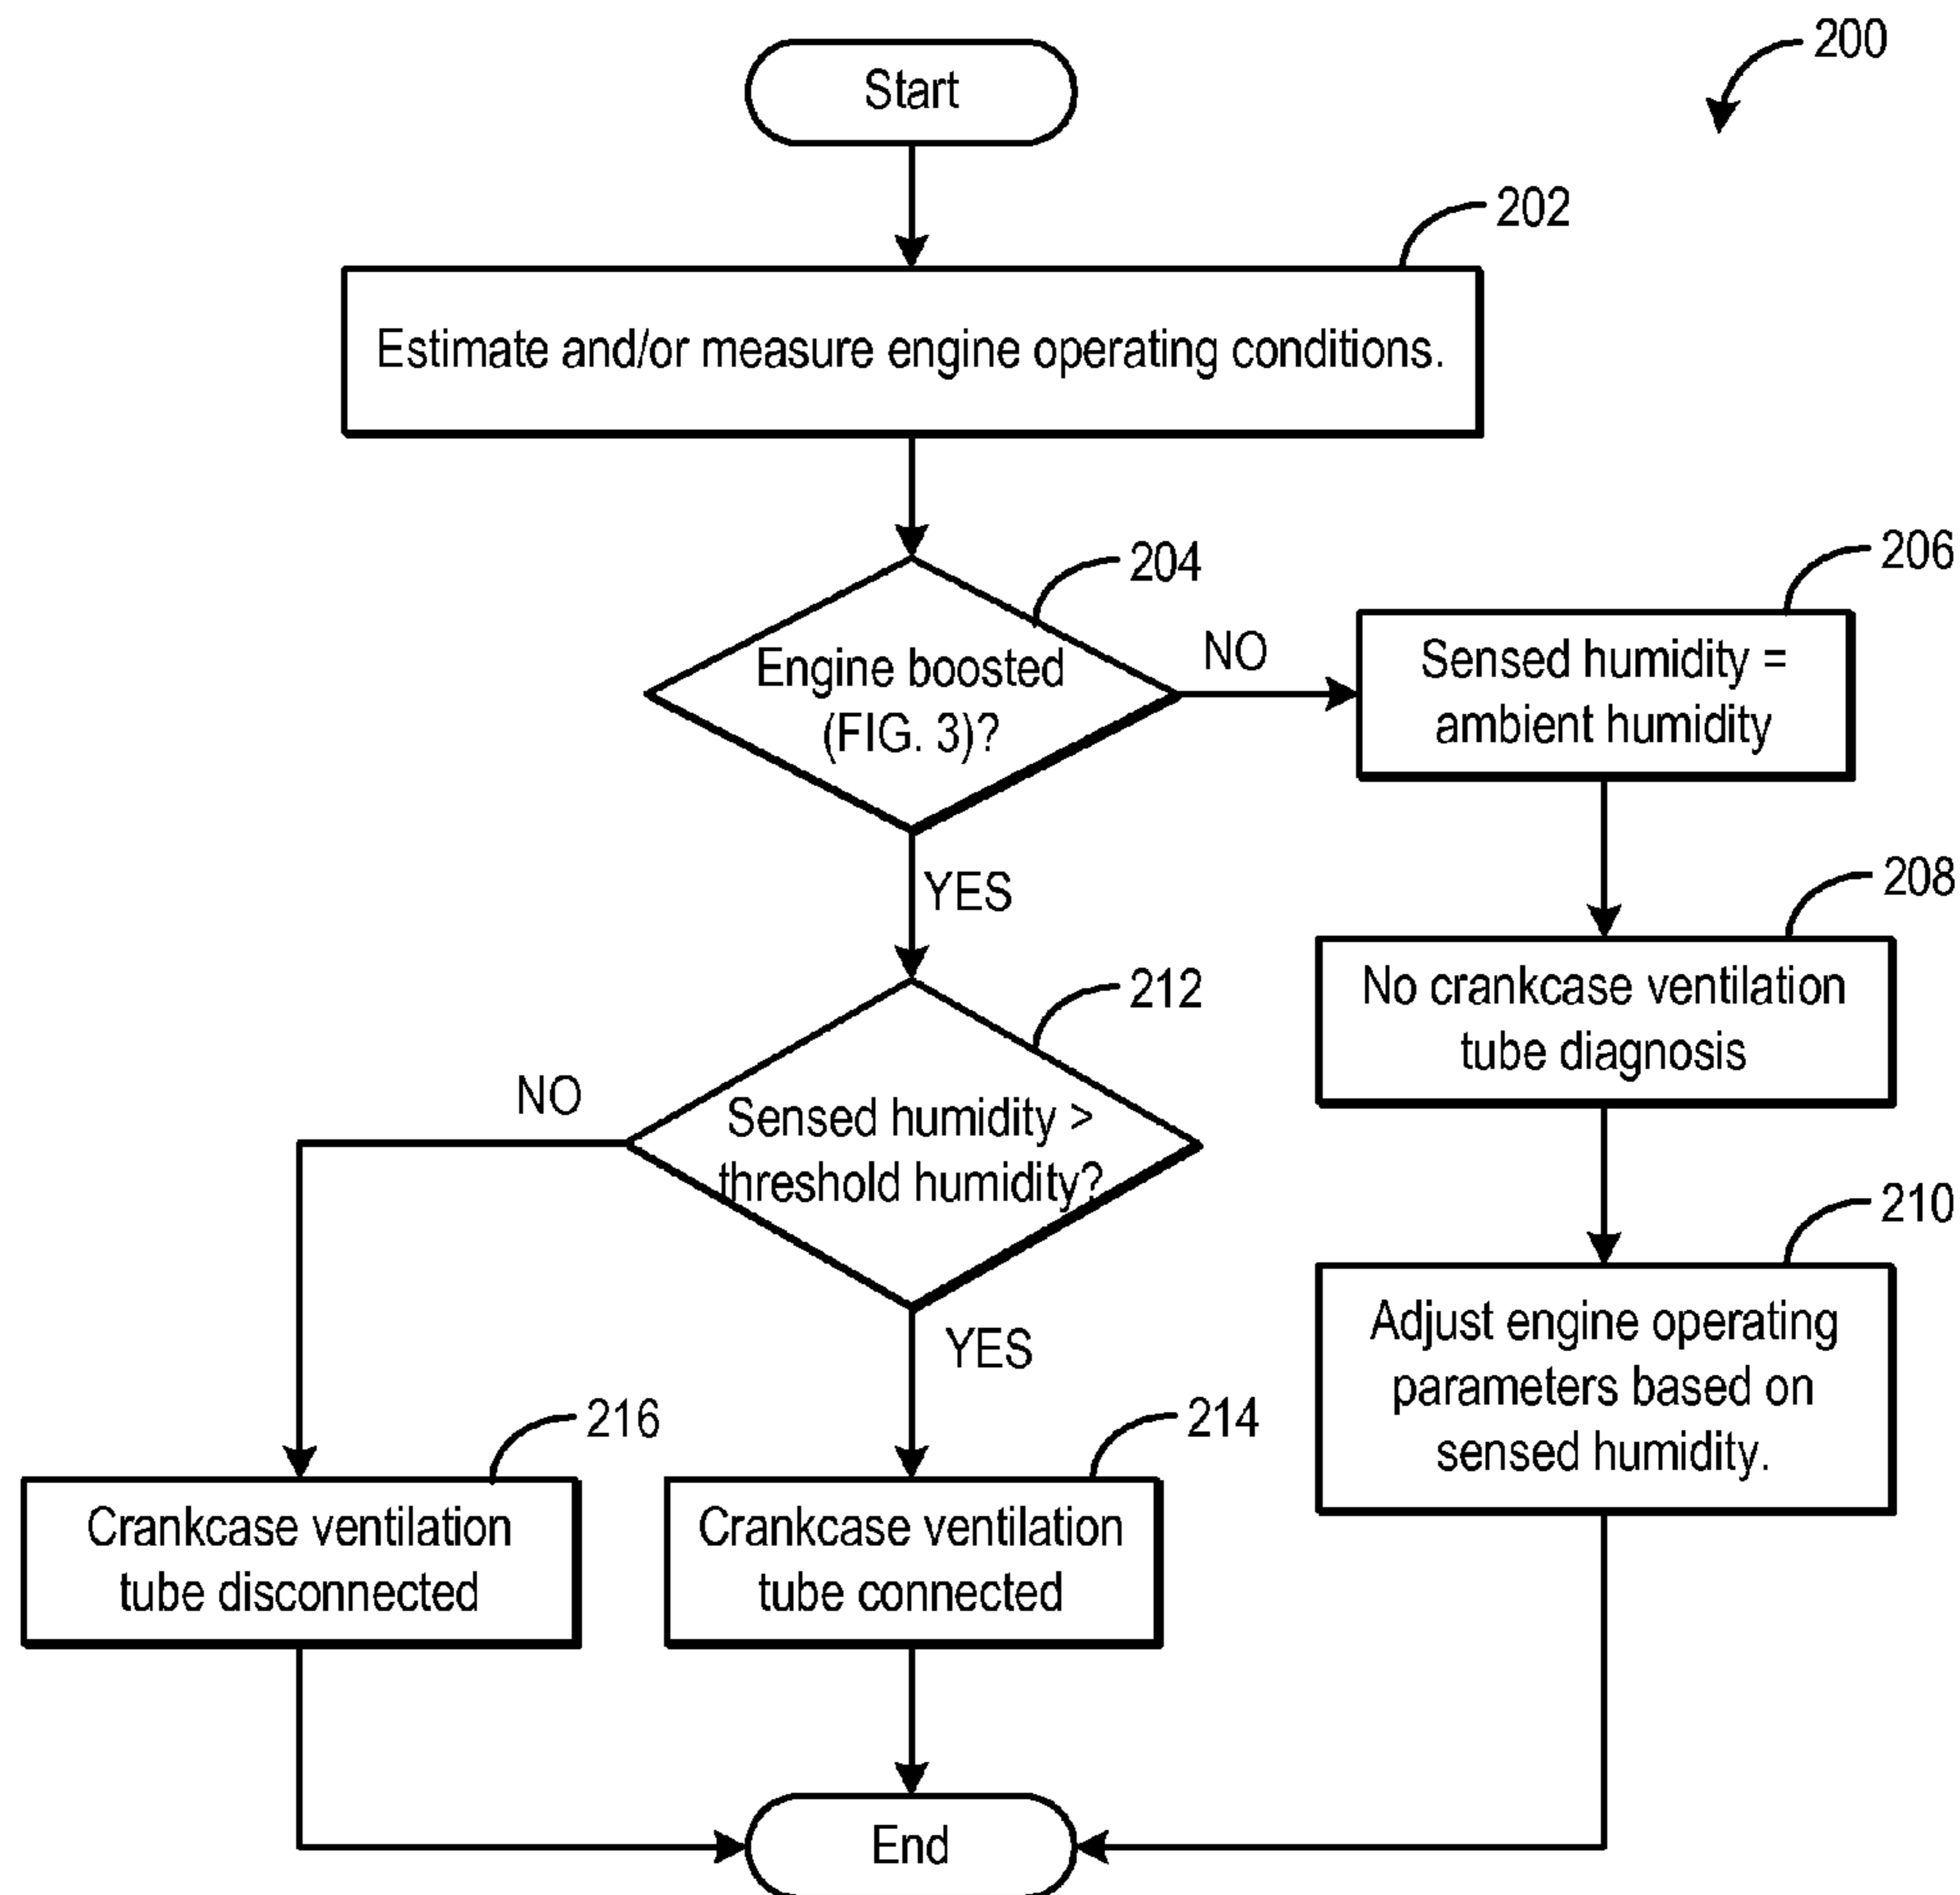 200
Start
202
Estimate and/or measure engine operating conditions.
204
Engine boosted
(FIG. 3)?
NO
206
Sensed humidity =
ambient humidity
YES
208
No crankcase ventilation
tube diagnosis
212
Sensed humidity >
threshold humidity?
NO
YES
210
Adjust engine operating
parameters based on
sensed humidity.
216
Crankcase ventilation
tube disconnected
214
Crankcase ventilation
tube connected
End